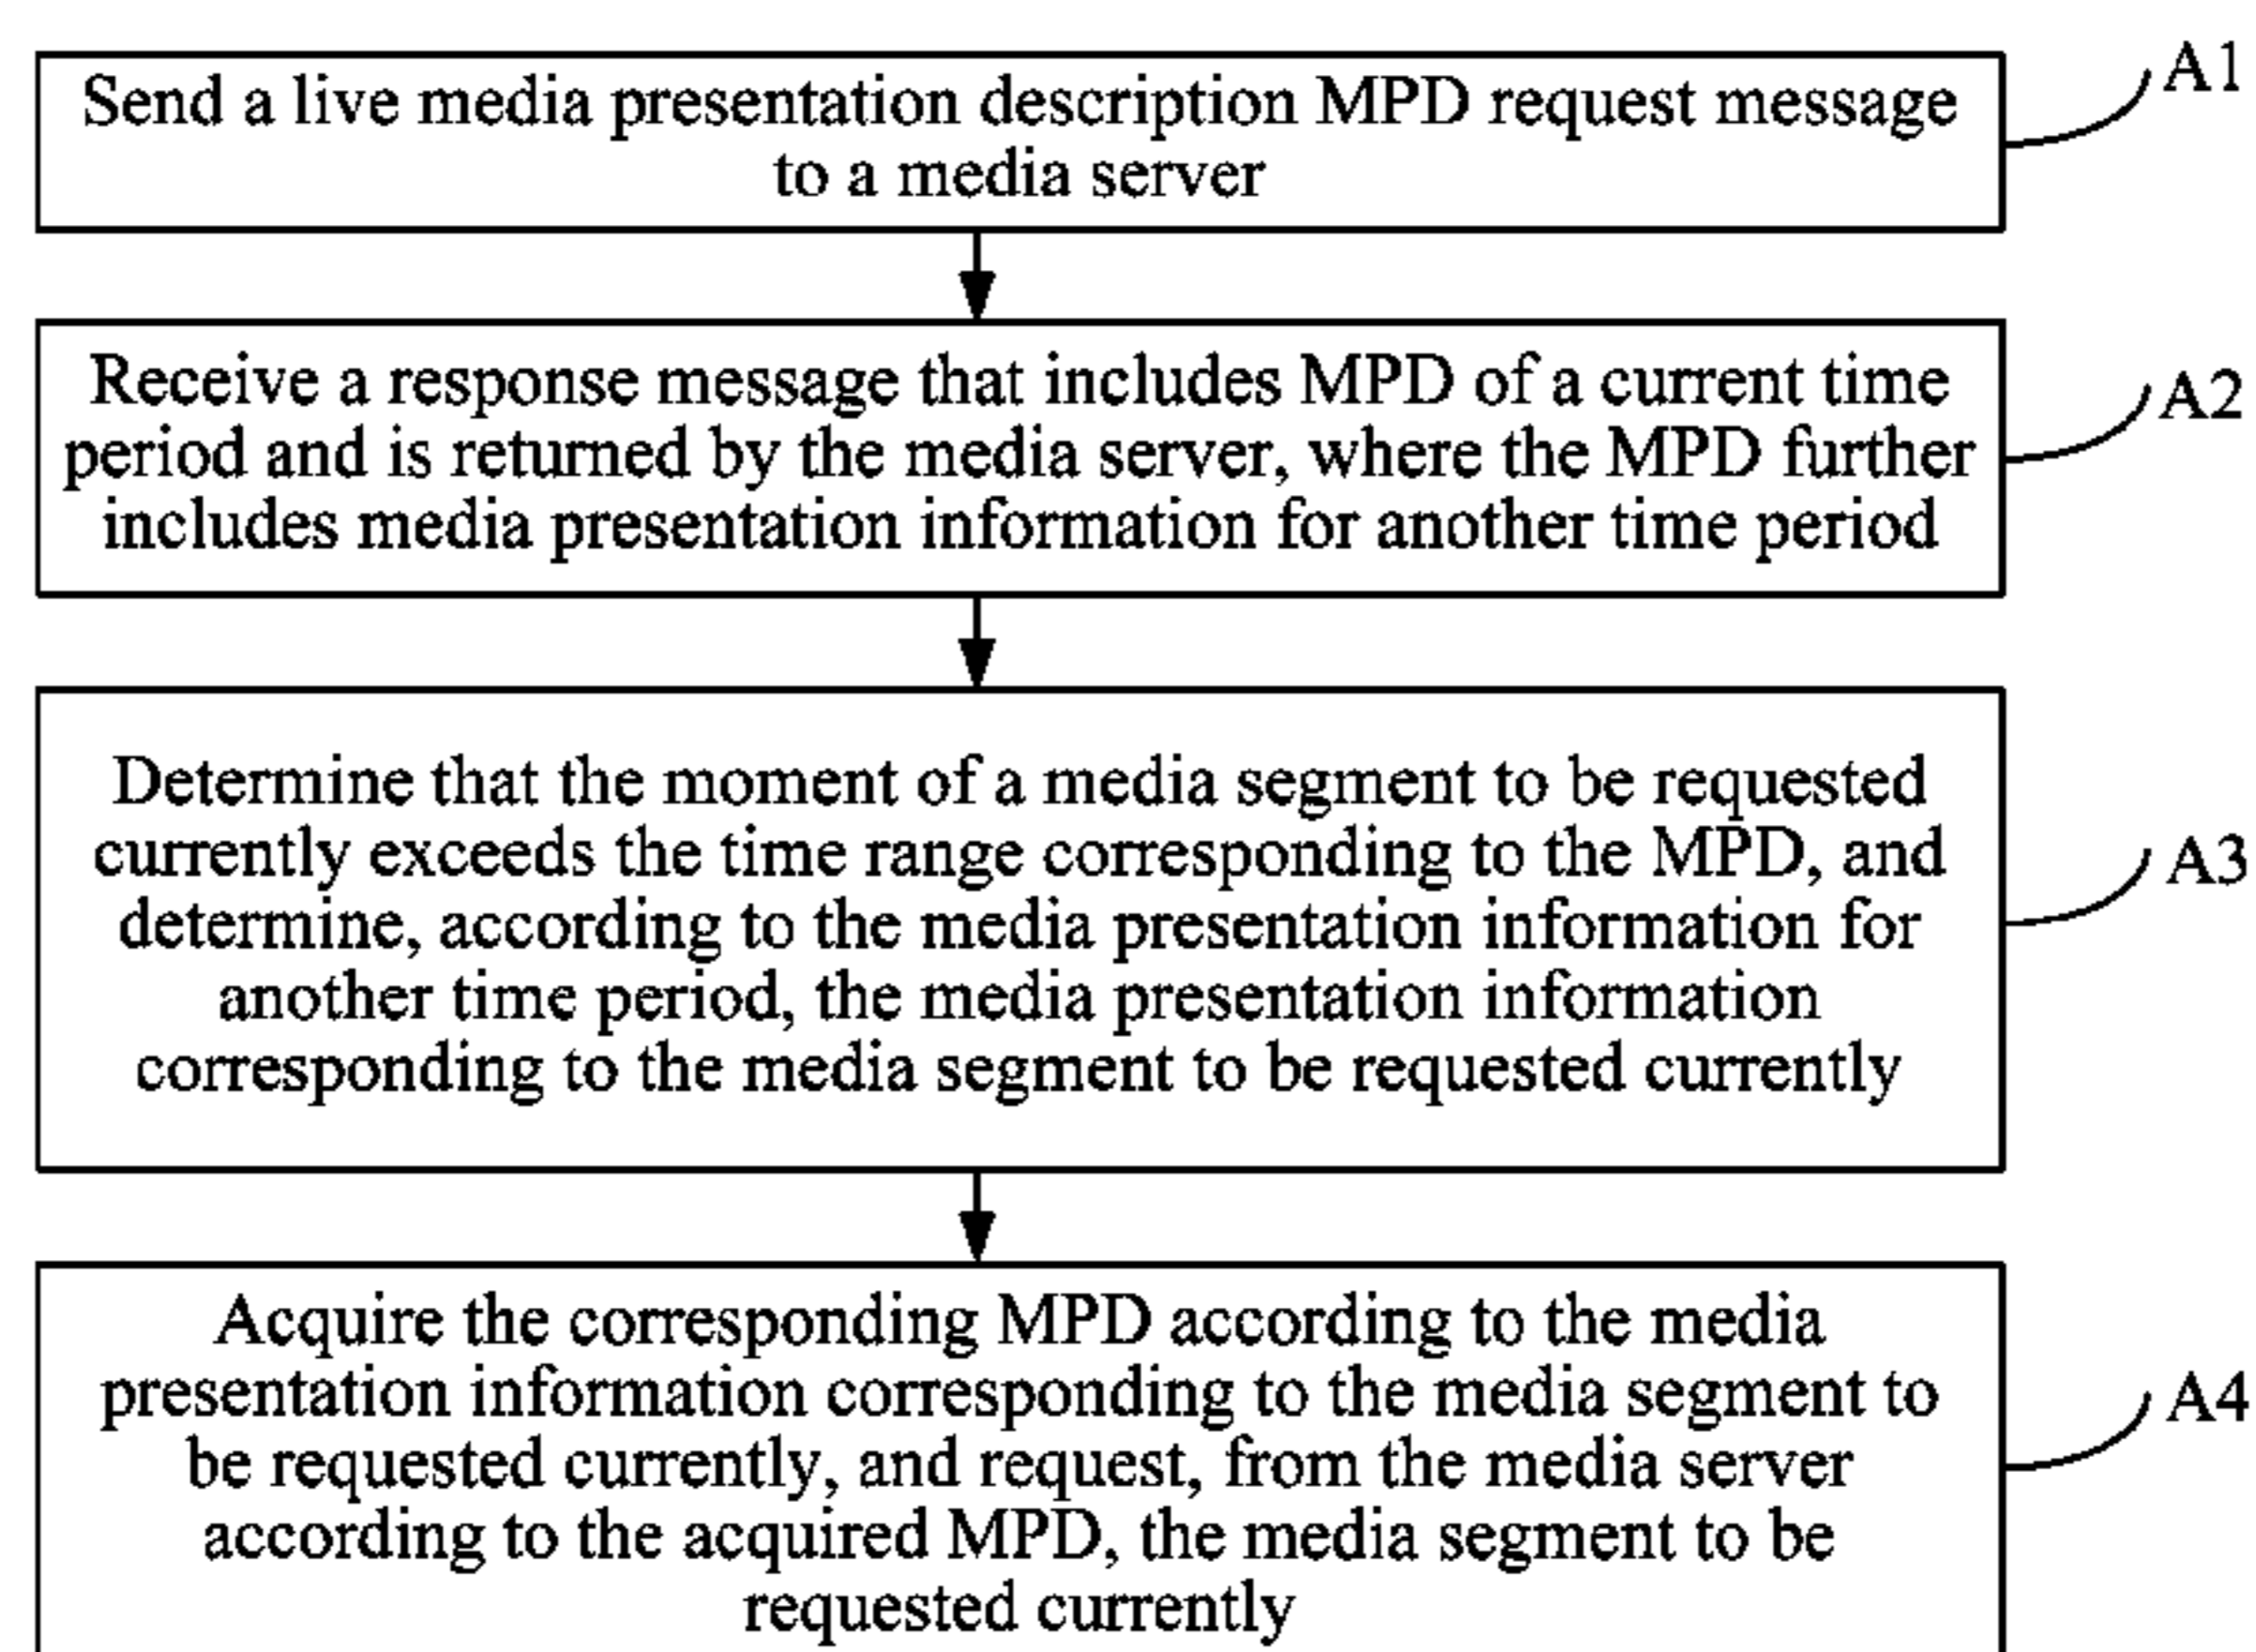 Send a live media presentation description MPD request message
to a media server
A1
Receive a response message that includes MPD of a current time
period and is returned by the media server, where the MPD further
includes media presentation information for another time period
A2
Determine that the moment of a media segment to be requested
currently exceeds the time range corresponding to the MPD, and
determine, according to the media presentation information for
another time period, the media presentation information
corresponding to the media segment to be requested currently
A3
Acquire the corresponding MPD according to the media
presentation information corresponding to the media segment to
be requested currently, and request, from the media server
according to the acquired MPD, the media segment to be
requested currently
A4